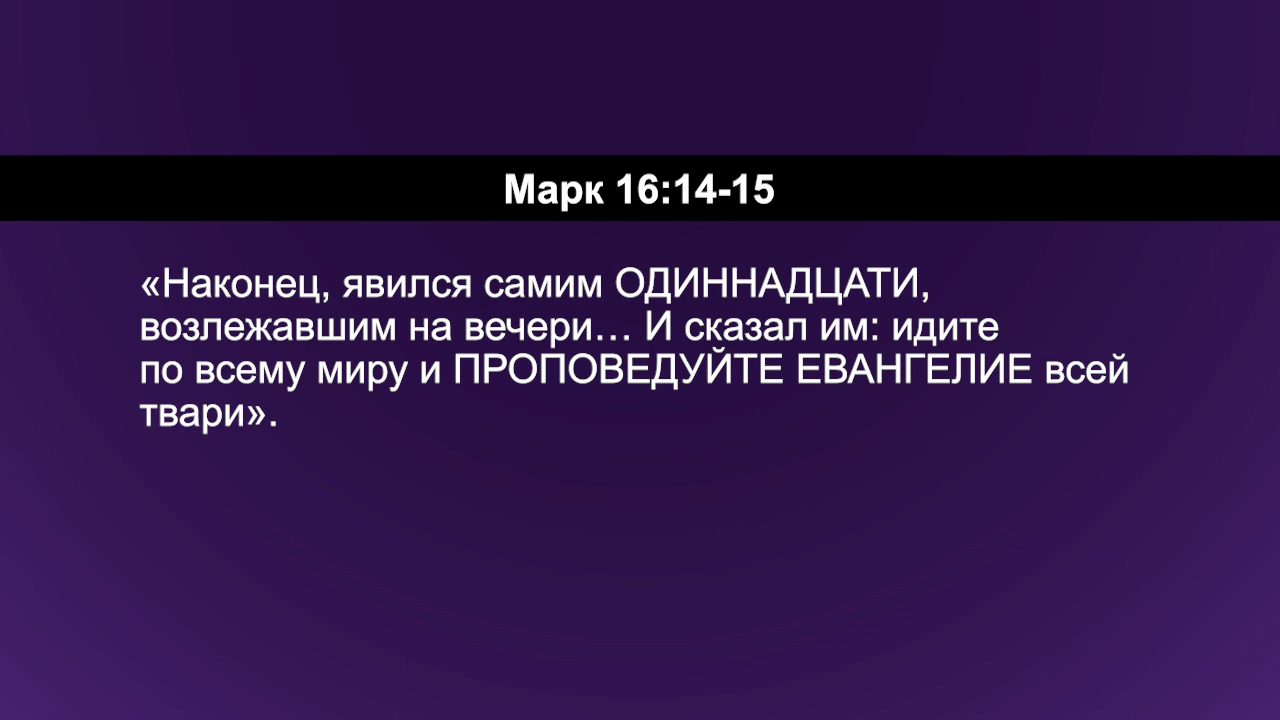 Марк 16:14-15
«Наконец, явился самим ОДИННАДЦАТИ,
возлежавшим на вечери… И сказал им: идите
по всему миру и ПРОПОВЕДУЙТЕ ЕВАНГЕЛИЕ всей
твари».